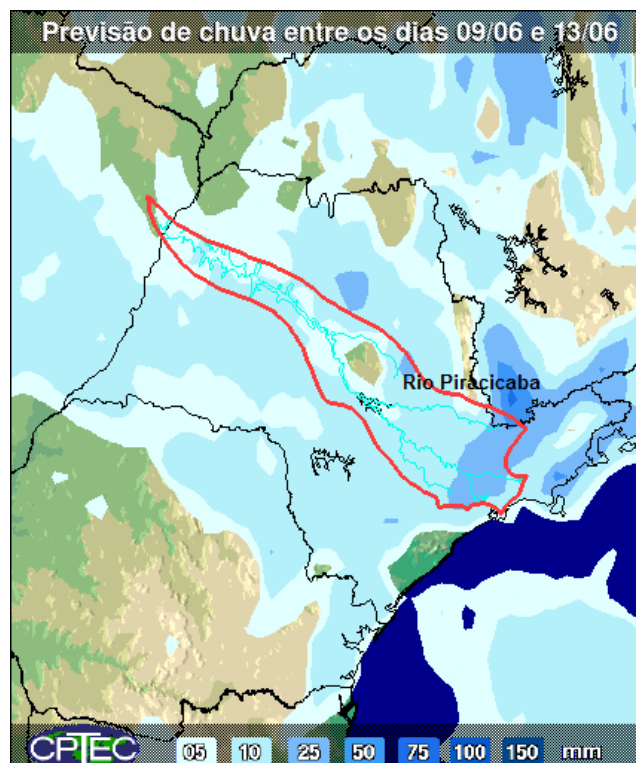 Previsão de chuva entre os dias 09/06 e 13/06
Rio Piracicaba
CPTEC 05 10 25 50 75 100 150 mm